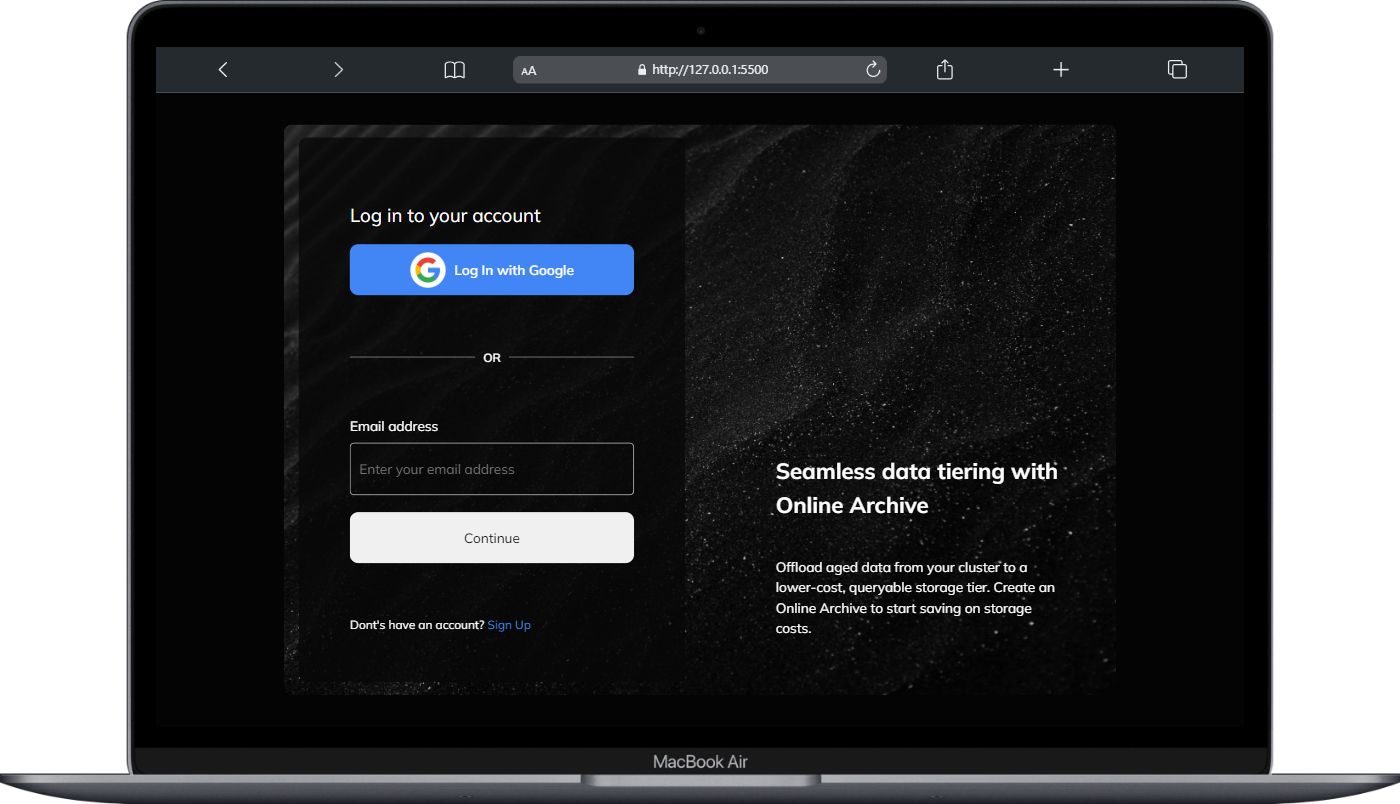 AA
http://127.0.0.1:5500
Log in to your account
Log In with Google
OR
Email address
Enter your email address
Continue
Dont's have an account? Sign Up
Seamless data tiering with
Online Archive
Offload aged data from your cluster to a
lower-cost, queryable storage tier. Create an
Online Archive to start saving on storage
costs.
MacBook Air